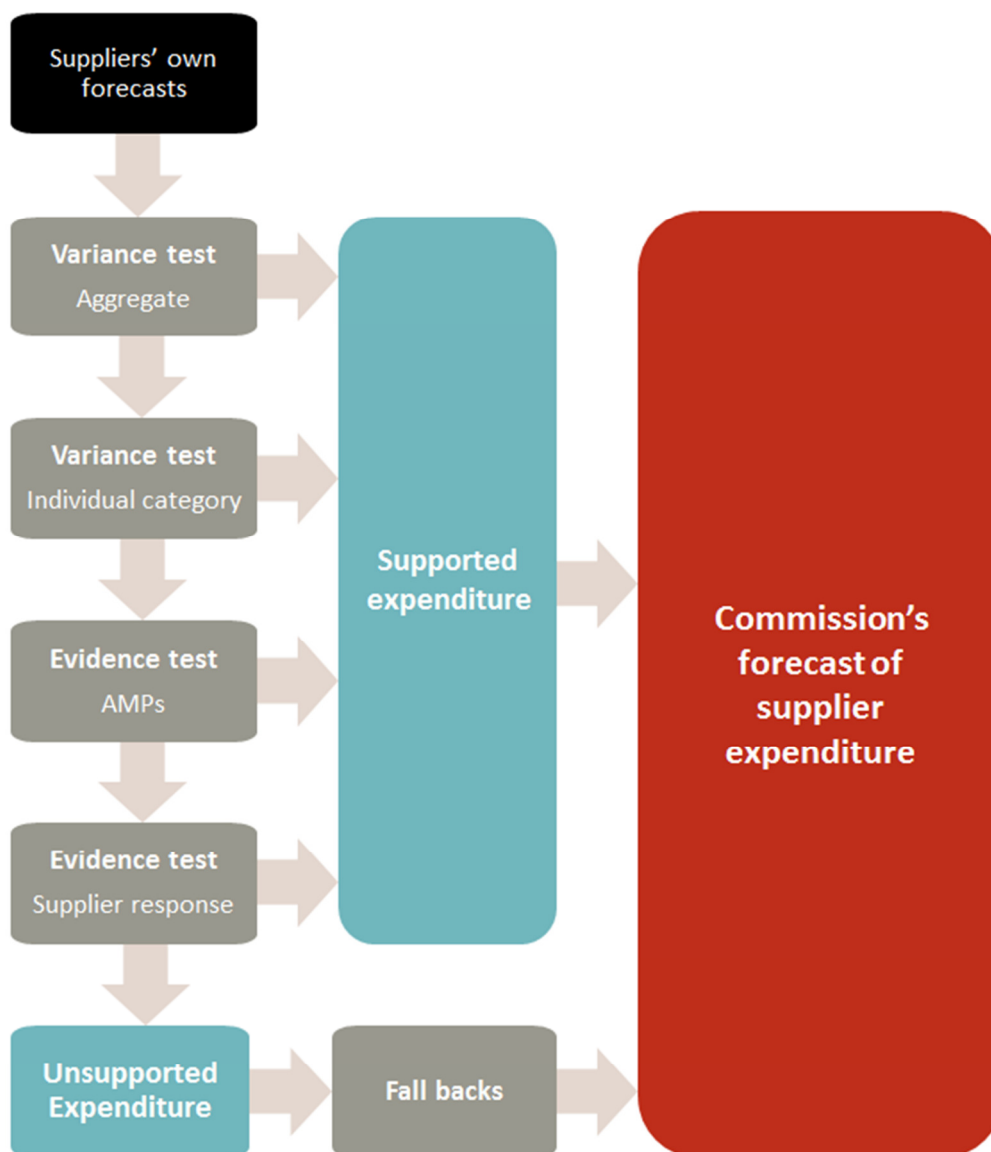 Suppliers' own
forecasts
Variance test
Aggregate
Variance test
Individual category
Evidence test
AMPs
Evidence test
Supplier response
Unsupported
Expenditure
Supported
expenditure
Fall backs
Commission's
forecast of
supplier
expenditure